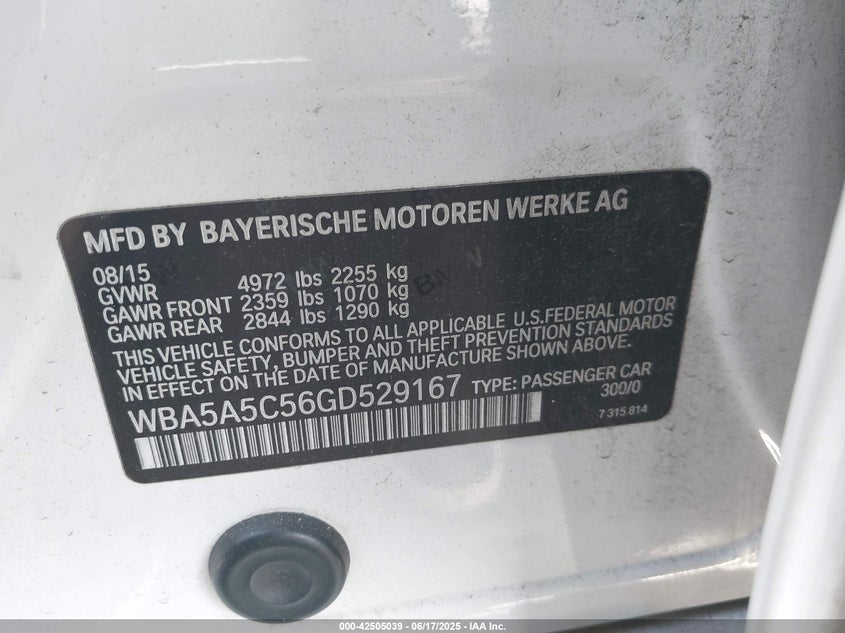 MFD BY BAYERISCHE MOTOREN WERKE AG
08/15
GVWR 4972 lbs 2255 kg
GAWR FRONT 2359 lbs 1070 kg
GAWR REAR 2844 lbs 1290 kg
THIS VEHICLE CONFORMS TO ALL APPLICABLE U.S.FEDERAL MOTOR
VEHICLE SAFETY, BUMPER AND THEFT PREVENTION STANDARDS
IN EFFECT ON THE DATE OF MANUFACTURE SHOWN ABOVE.
WBA5A5C56GD529167 TYPE: PASSENGER CAR
300/0
7 315 814
000-42505039 - 06/17/2025 - IAA Inc.